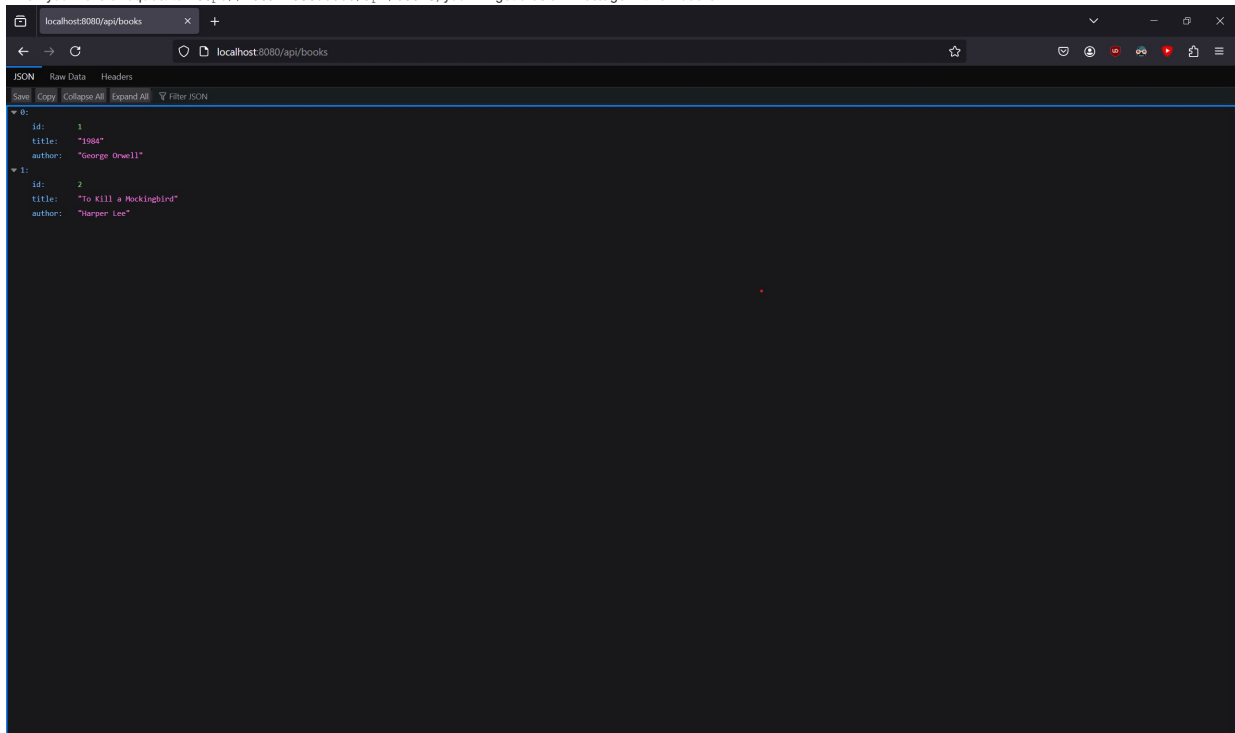 localhost:8080/api/books
localhost:8080/api/books
JSON Raw Data Headers
Save Copy Collapse All Expand All Filter JSON
0:
id: 1
title: "1984"
author: "George Orwell"
1:
id: 2
title: "To Kill a Mockingbird"
author: "Harper Lee"